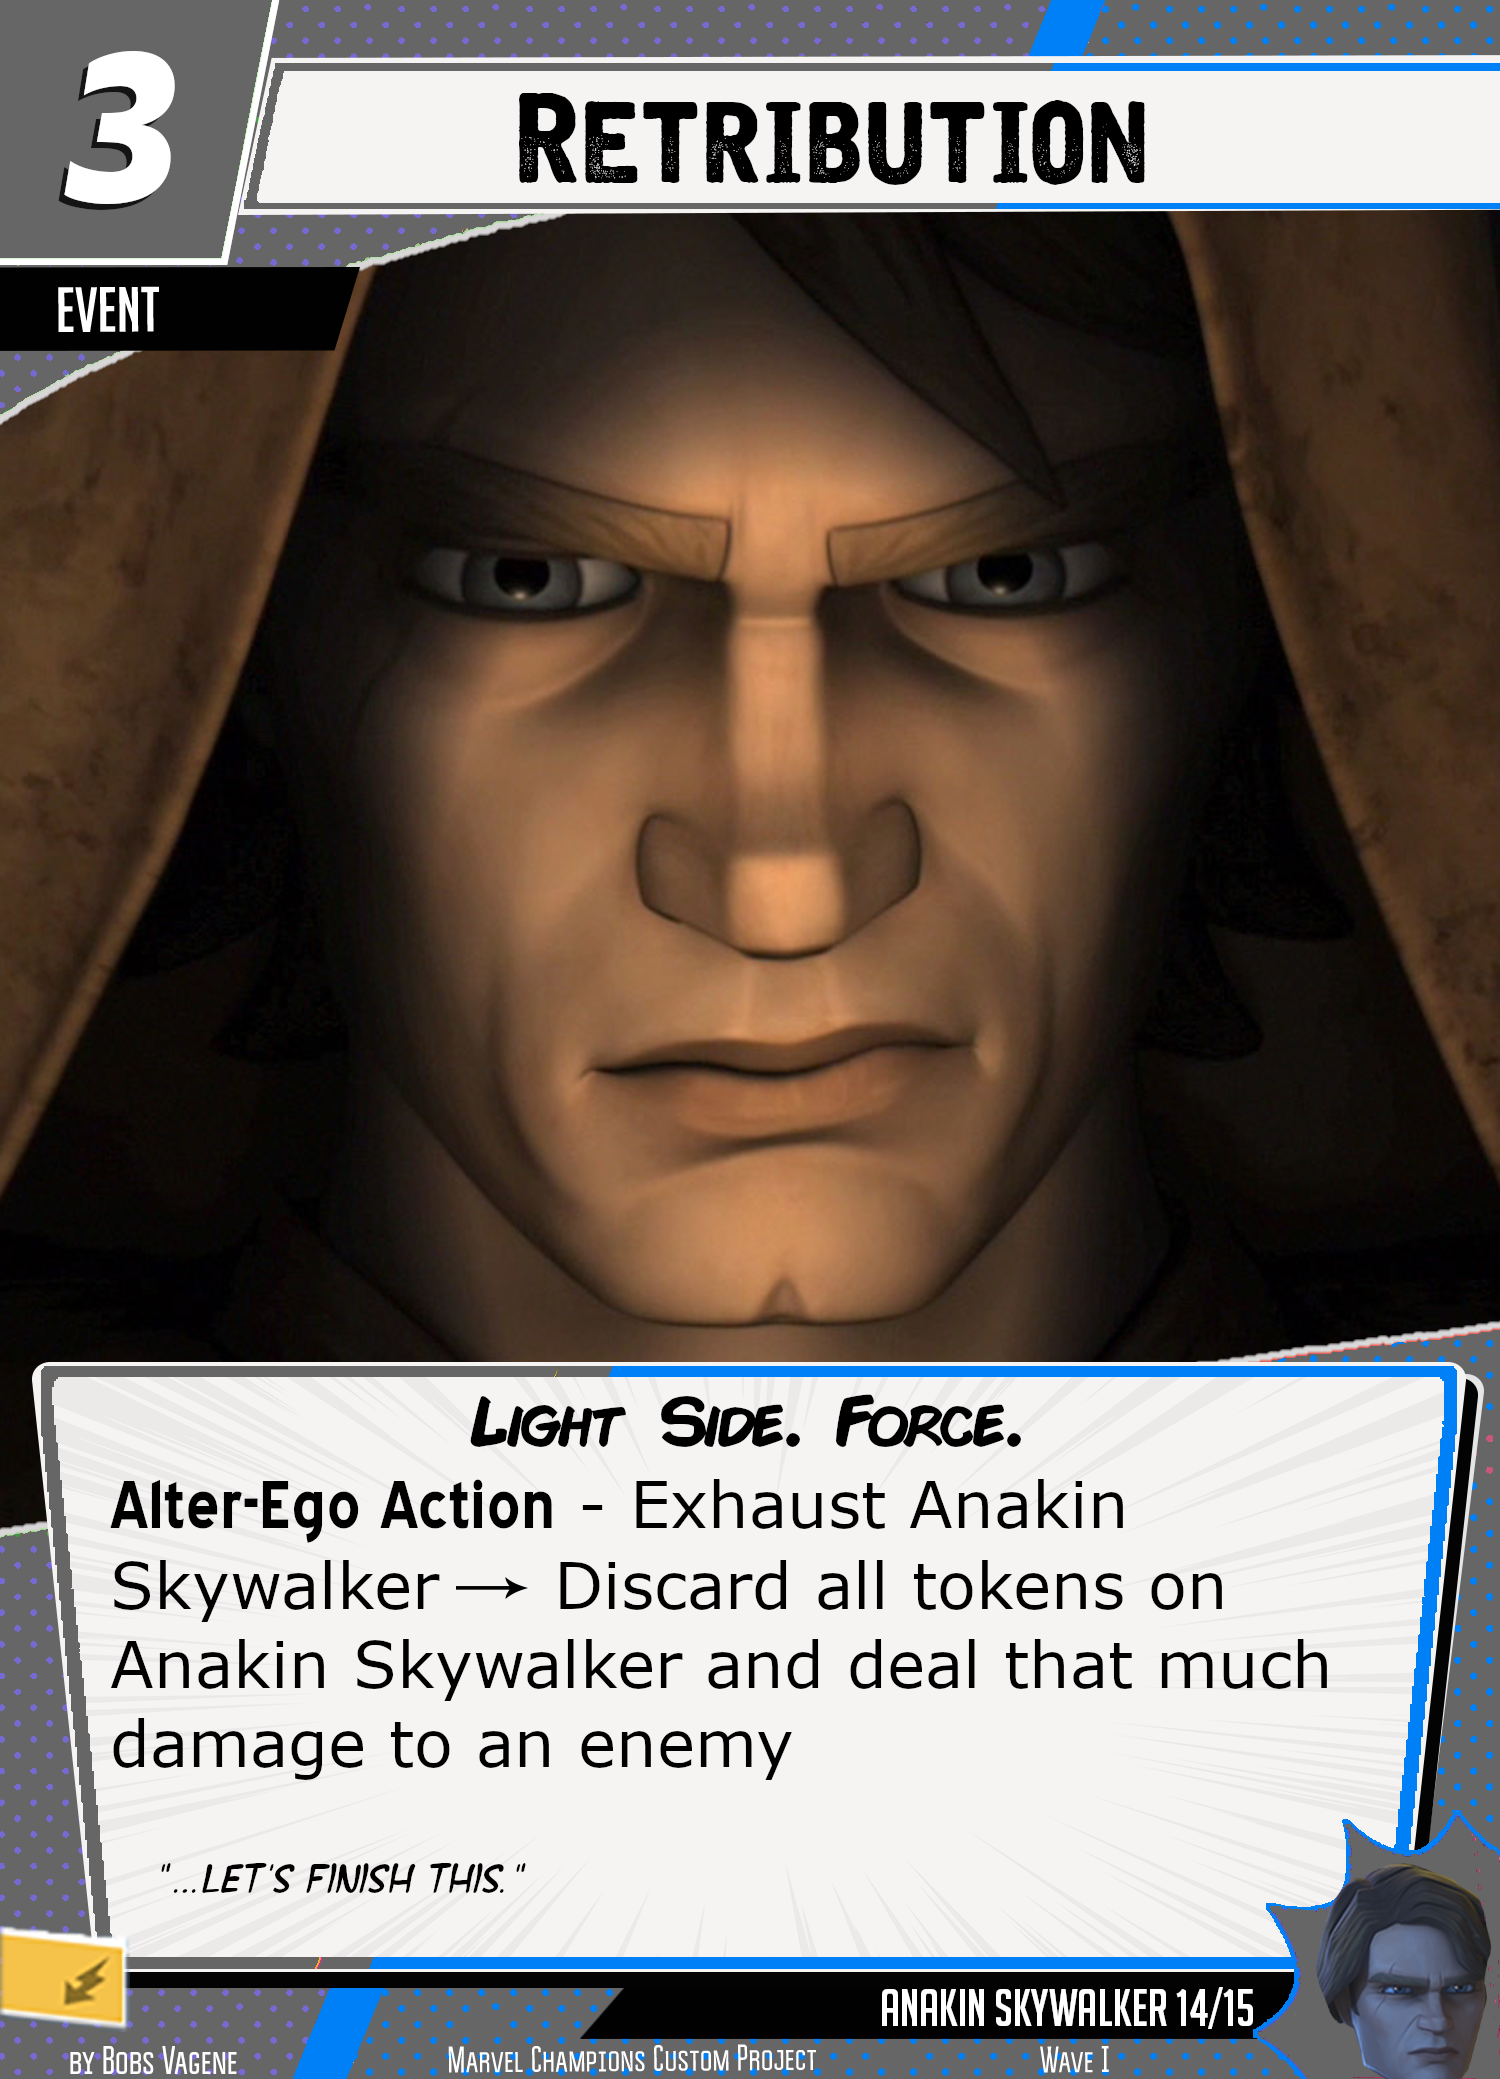 3
RETRIBUTION
EVENT
LIGHT SIDE. FORCE.
Alter-Ego Action - Exhaust Anakin
Skywalker → Discard all tokens on
Anakin Skywalker and deal that much
damage to an enemy
"...LET'S FINISH THIS."
ANAKIN SKYWALKER 14/15
BY BOBS VAGENE
MARVEL CHAMPIONS CUSTOM PROJECT
WAVE I